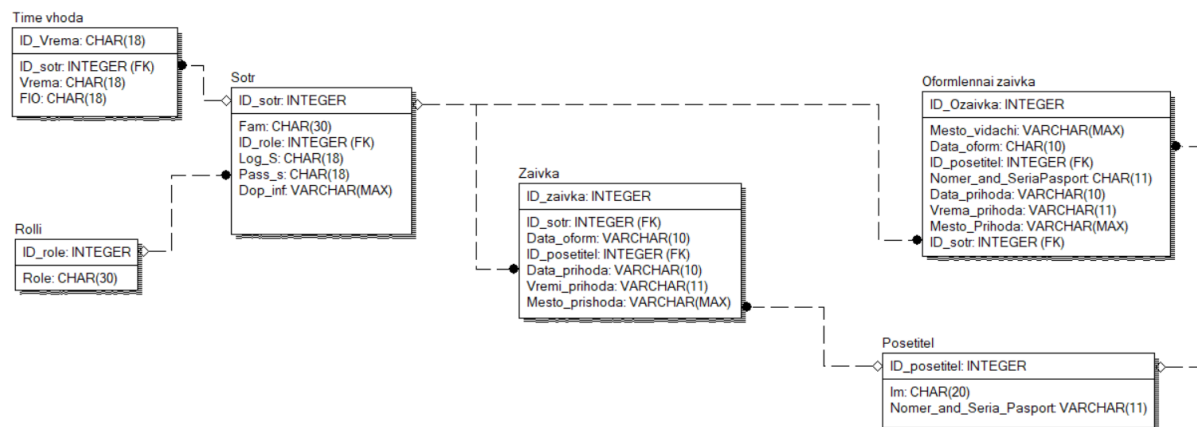 Time vhoda
ID_Vrema: CHAR(18)
ID_sotr: INTEGER (FK)
Vrema: CHAR(18)
FIO: CHAR(18)
Sotr
ID_sotr: INTEGER
Fam: CHAR(30)
ID_role: INTEGER (FK)
Log_S: CHAR(18)
Pass_s: CHAR(18)
Dop_inf: VARCHAR(MAX)
Rolli
ID_role: INTEGER
Role: CHAR(30)
Zaivka
ID_zaivka: INTEGER
ID_sotr: INTEGER (FK)
Data_oform: VARCHAR(10)
ID_posetitel: INTEGER (FK)
Data_prihoda: VARCHAR(10)
Vremi_prihoda: VARCHAR(11)
Mesto_prishoda: VARCHAR(MAX)
Oformlennai zaivka
ID_Ozaivka: INTEGER
Mesto_vidachi: VARCHAR(MAX)
Data_oform: CHAR(10)
ID_posetitel: INTEGER (FK)
Nomer_and_SeriaPasport: CHAR(11)
Data_prihoda: VARCHAR(10)
Vrema_prihoda: VARCHAR(11)
Mesto_Prihoda: VARCHAR(MAX)
ID_sotr: INTEGER (FK)
Posetitel
ID_posetitel: INTEGER
Im: CHAR(20)
Nomer_and_Seria_Pasport: VARCHAR(11)